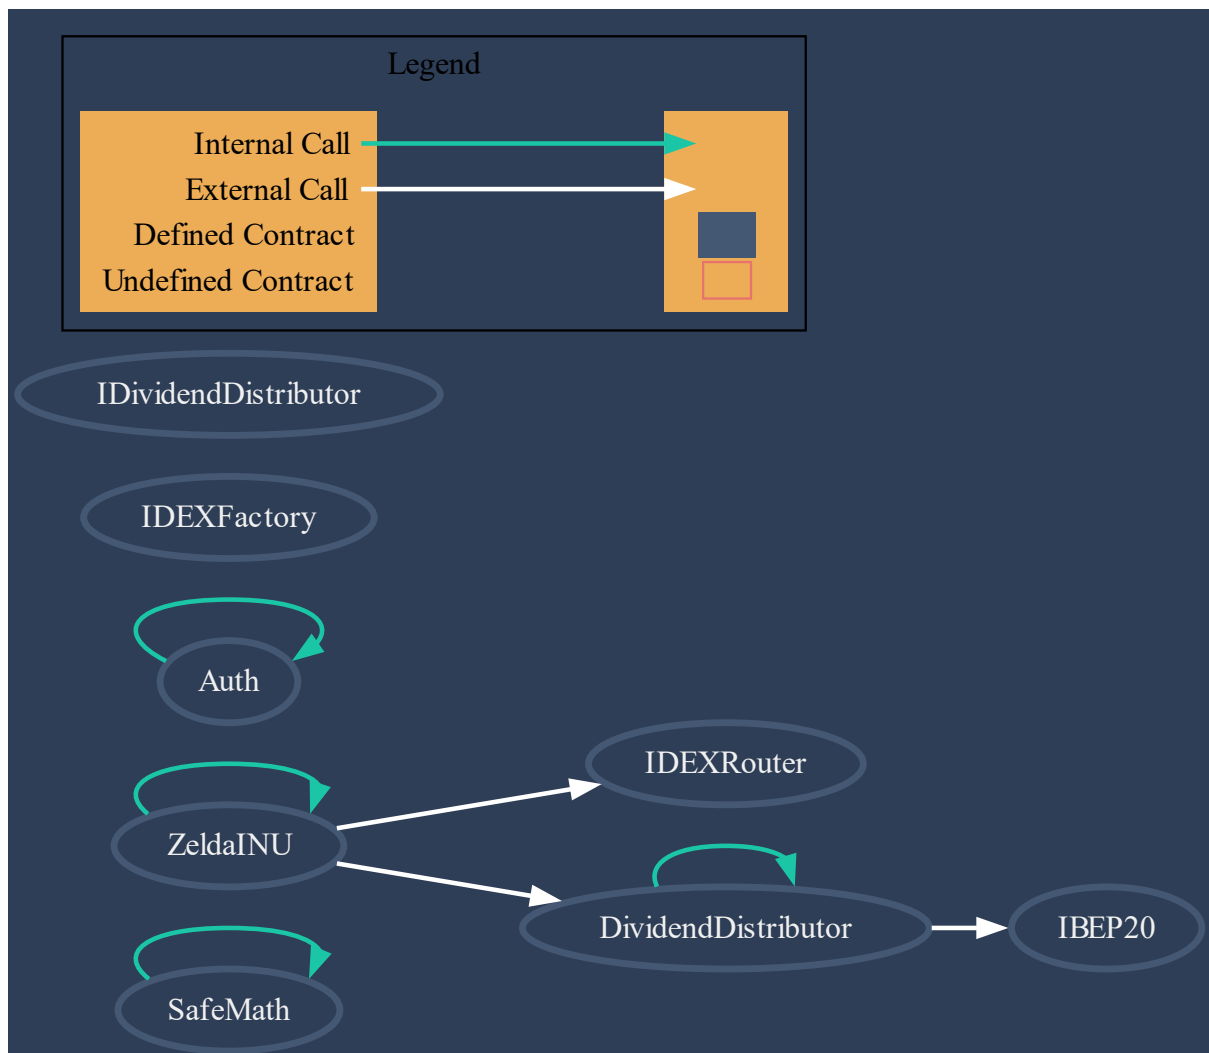 Legend
Internal Call
External Call
Defined Contract
Undefined Contract
IDividendDistributor
IDEXFactory
Auth
IDEXRouter
ZeldaINU
DividendDistributor
IBEP20
SafeMath